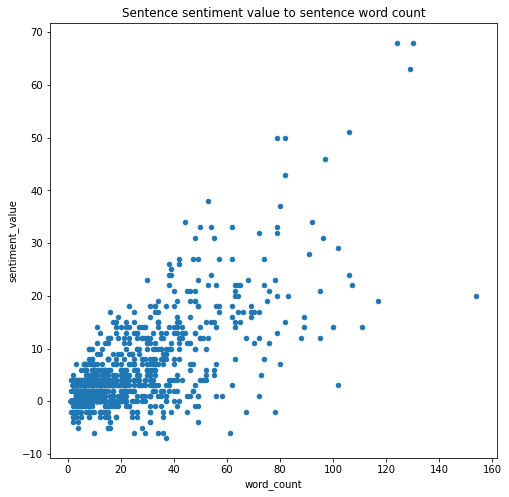 Sentence sentiment value to sentence word count
70
60
50
40
30
20
10
0
−10
sentiment_value
0 20 40 60 80 100 120 140 160
word_count